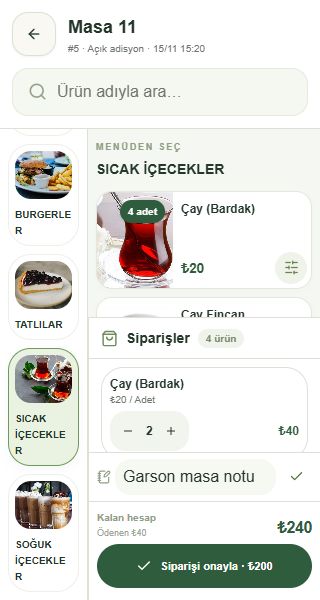 Masa 11
#5 · Açık adisyon · 15/11 15:20
Ürün adıyla ara...
BURGERLE
R
TATLILAR
SICAK
İÇECEKLE
R
SOĞUK
İÇECEKLE
R
MENÜDEN SEÇ
SICAK İÇECEKLER
4 adet
Çay (Bardak)
₺20
Çay Fincan
Siparişler
4 ürün
Çay (Bardak)
₺20 / Adet
2
₺40
Garson masa notu
Kalan hesap
Ödenen ₺40
₺240
Siparişi onayla · ₺200